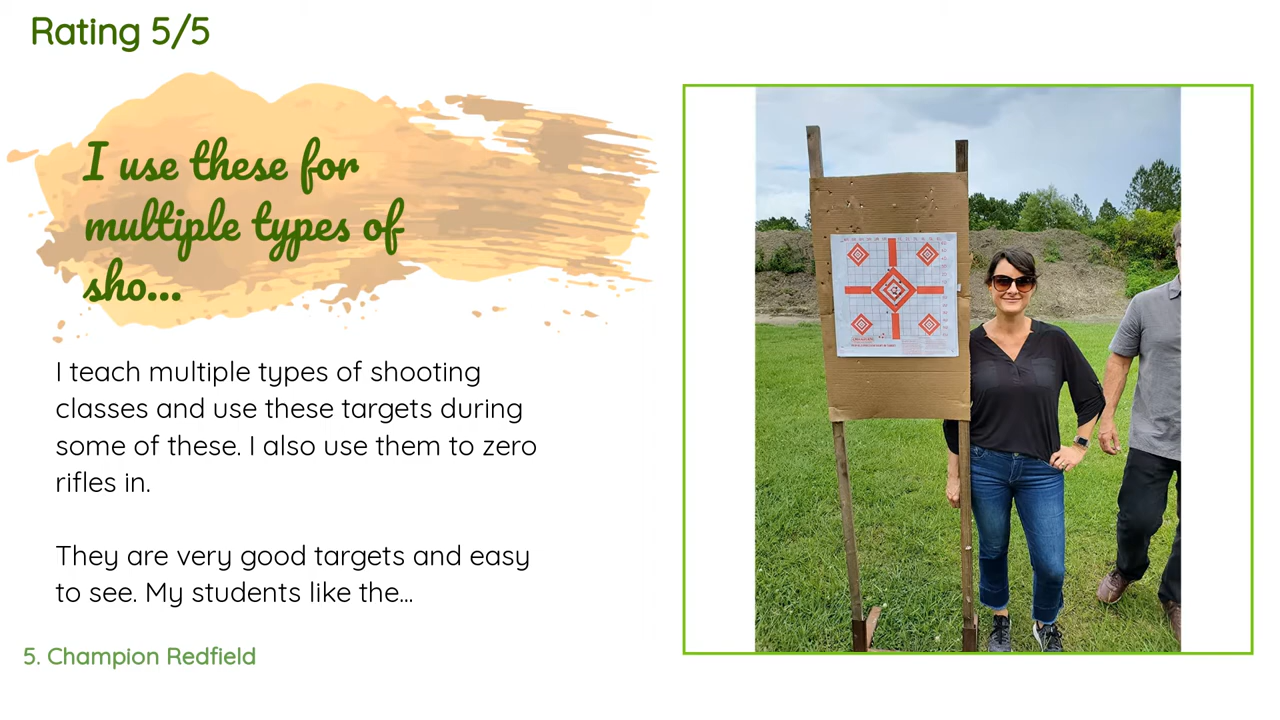 Rating 5/5
I use these for
multiple types of
sho...
I teach multiple types of shooting
classes and use these targets during
some of these. I also use them to zero
rifles in.
They are very good targets and easy
to see. My students like the...
5. Champion Redfield